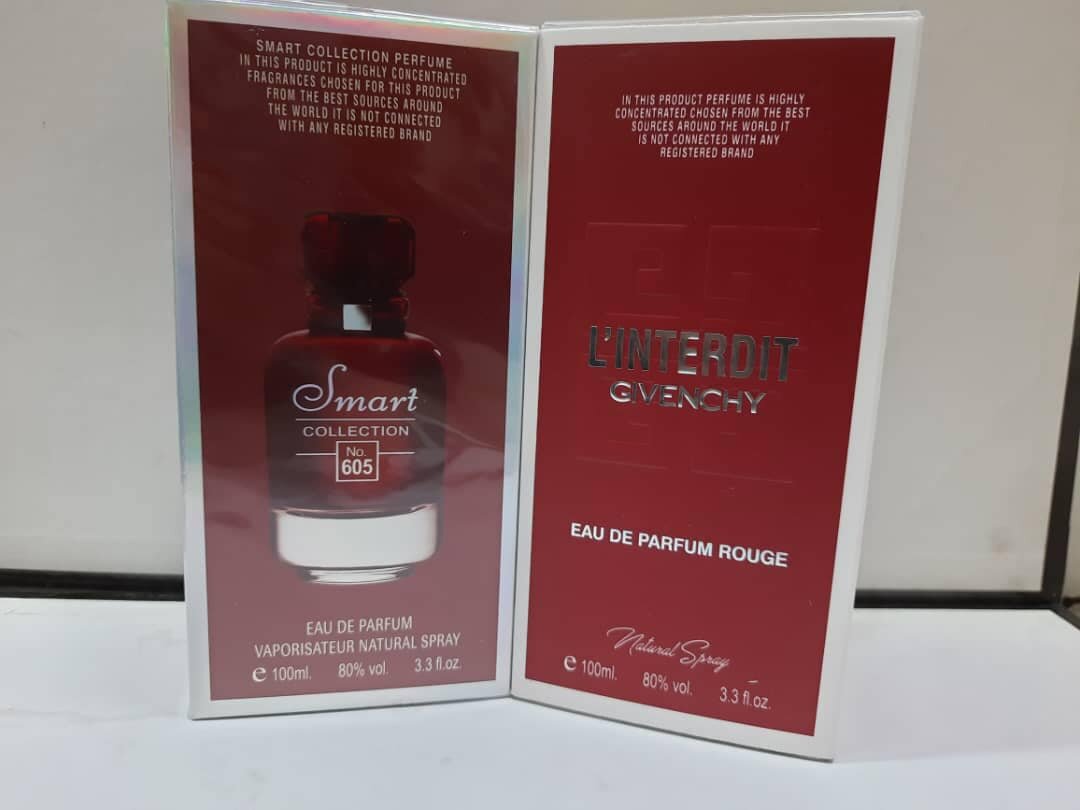 SMART COLLECTION PERFUME
IN THIS PRODUCT IS HIGHLY CONCENTRATED
FRAGRANCES CHOSEN FOR THIS PRODUCT
FROM THE BEST SOURCES AROUND
THE WORLD IT IS NOT CONNECTED
WITH ANY REGISTERED BRAND
Smart
COLLECTION
No.
605
EAU DE PARFUM
VAPORISATEUR NATURAL SPRAY
e 100ml. 80% vol. 3.3 fl.oz.
IN THIS PRODUCT PERFUME IS HIGHLY
CONCENTRATED CHOSEN FROM THE BEST
SOURCES AROUND THE WORLD IT
IS NOT CONNECTED WITH ANY
REGISTERED BRAND
L'INTERDIT
GIVENCHY
EAU DE PARFUM ROUGE
Natural Spray
e 100ml. 80% vol. 3.3 fl.oz.